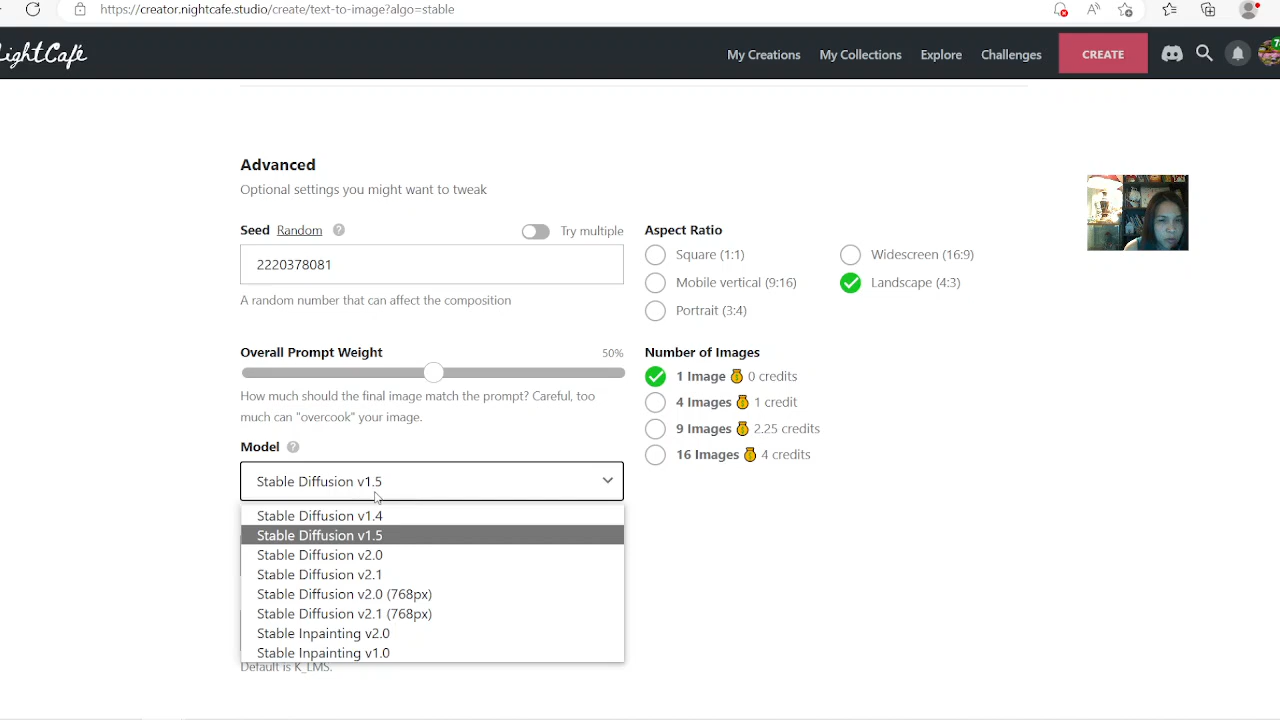 https://creator.nightcafe.studio/create/text-to-image?algo=stable
ightCafé
My Creations
My Collections
Explore
Challenges
CREATE
Advanced
Optional settings you might want to tweak
Seed Random ?
Try multiple
2220378081
A random number that can affect the composition
Overall Prompt Weight
50%
How much should the final image match the prompt? Careful, too
much can "overcook" your image.
Model ?
Stable Diffusion v1.5
Stable Diffusion v1.4
Stable Diffusion v1.5
Stable Diffusion v2.0
Stable Diffusion v2.1
Stable Diffusion v2.0 (768px)
Stable Diffusion v2.1 (768px)
Stable Inpainting v2.0
Stable Inpainting v1.0
Default is K_LMS.
Aspect Ratio
Square (1:1)
Widescreen (16:9)
Mobile vertical (9:16)
Landscape (4:3)
Portrait (3:4)
Number of Images
1 Image 0 credits
4 Images 1 credit
9 Images 2.25 credits
16 Images 4 credits